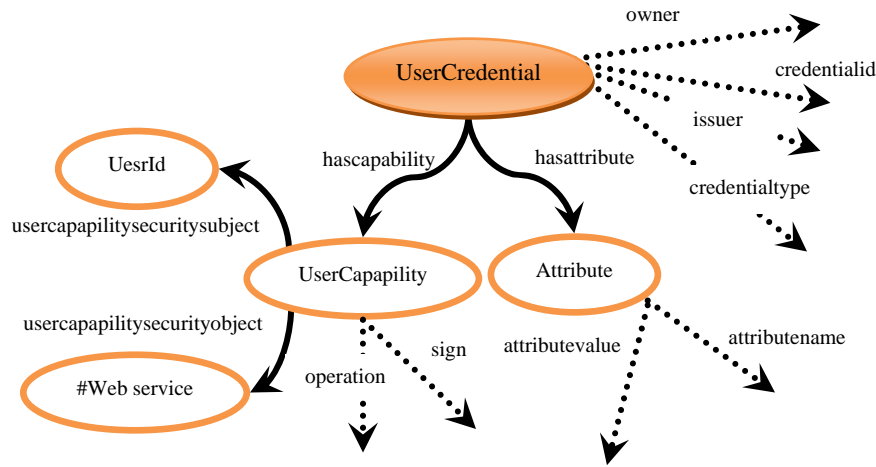 owner
UserCredential
credentialid
issuer
hascapability
hasattribute
UesrId
credentialtype
usercapapilitysecuritysubject
UserCapapility
Attribute
usercapapilitysecurityobject
attributename
sign
attributevalue
operation
#Web service